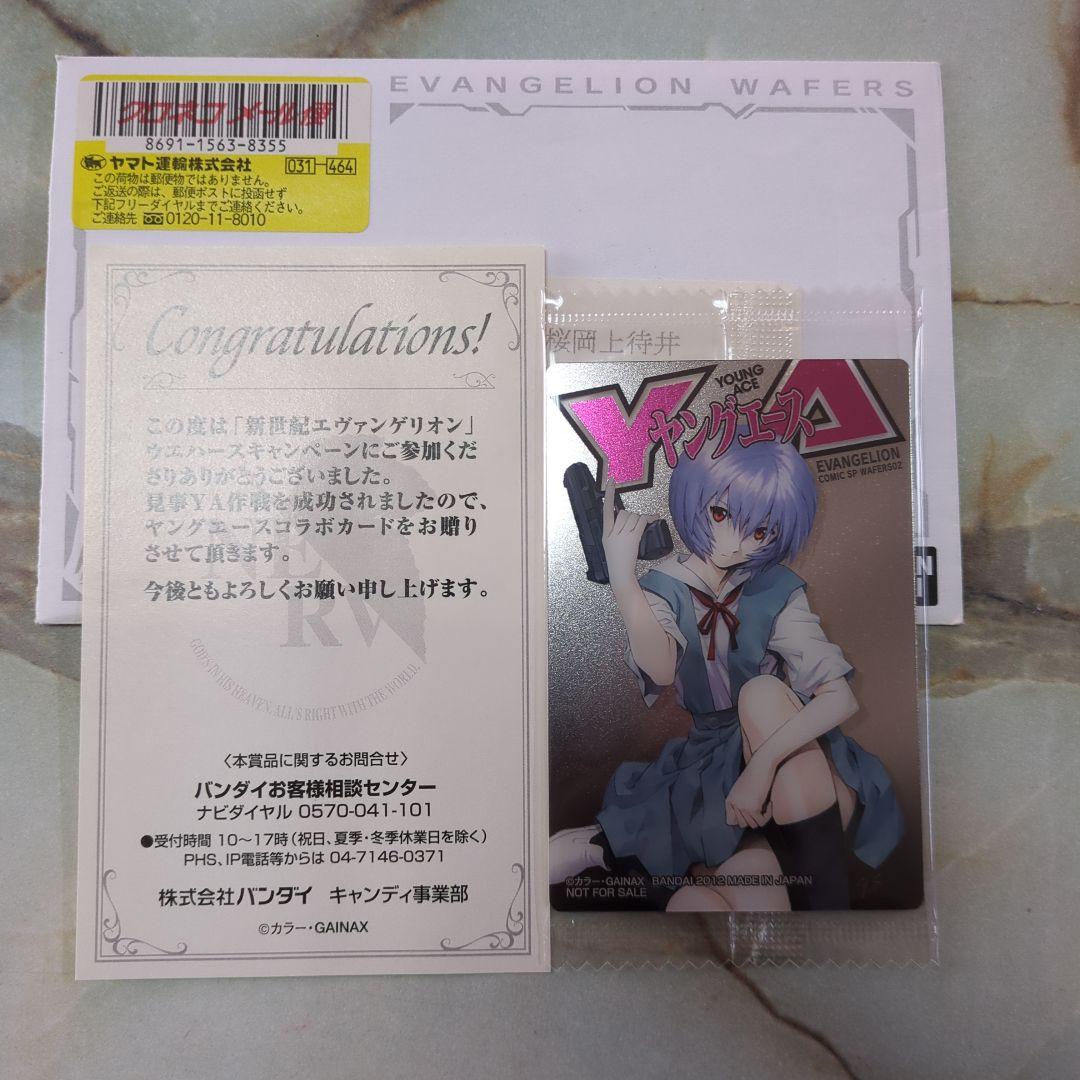 EVANGELION WAFERS
クロネコメール便
8691-1563-8355
ヤマト運輸株式会社 031-464
この荷物は郵便物ではありません。
ご返送の際は、郵便ポストに投函せず
下記フリーダイヤルまでご連絡ください。
ご連絡先 0120-11-8010
Congratulations!
この度は「新世紀エヴァンゲリオン」
ウエハースキャンペーンにご参加くだ
さりありがとうございました。
見事YA作戦を成功されましたので、
ヤングエースコラボカードをお贈り
させて頂きます。
今後ともよろしくお願い申し上げます。
GOD'S IN HIS HEAVEN, ALL'S RIGHT WITH THE WORLD.
〈本賞品に関するお問合せ〉
バンダイお客様相談センター
ナビダイヤル 0570-041-101
●受付時間 10～17時(祝日、夏季・冬季休業日を除く)
PHS、IP電話等からは 04-7146-0371
株式会社バンダイ キャンディ事業部
©カラー・GAINAX
桜岡上待井
YOUNG
ACE
YA
ヤングエース
EVANGELION
COMIC SP WAFERS02
©カラー・GAINAX BANDAI 2012 MADE IN JAPAN
NOT FOR SALE